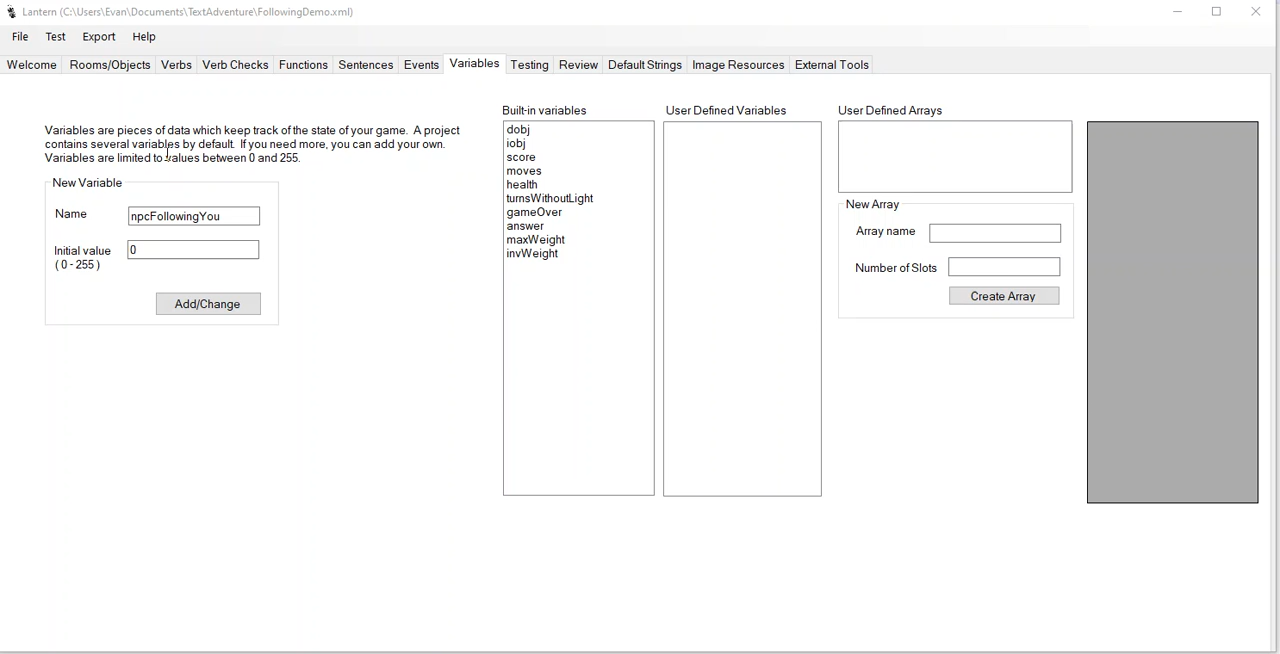 Lantern (C:\Users\Evan\Documents\TextAdventure\FollowingDemo.xml)
File Test Export Help
Welcome Rooms/Objects Verbs Verb Checks Functions Sentences Events Variables Testing Review Default Strings Image Resources External Tools
Variables are pieces of data which keep track of the state of your game. A project
contains several variables by default. If you need more, you can add your own.
Variables are limited to values between 0 and 255.
New Variable
Name npcFollowingYou
Initial value 0
( 0 - 255 )
Add/Change
Built-in variables
dobj
iobj
score
moves
health
turnsWithoutLight
gameOver
answer
maxWeight
invWeight
User Defined Variables
User Defined Arrays
New Array
Array name
Number of Slots
Create Array